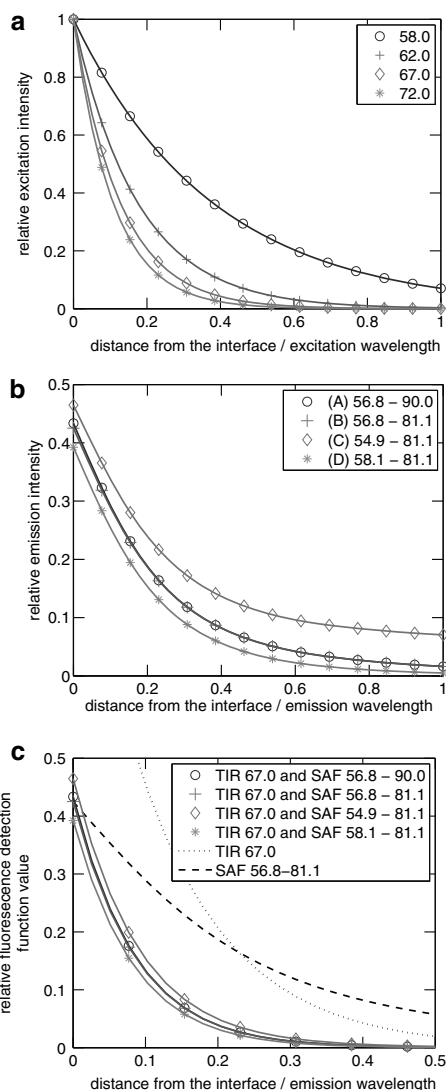 a
1
0.8
0.6
0.4
0.2
0
relative excitation intensity
58.0
62.0
67.0
72.0
0 0.2 0.4 0.6 0.8 1
distance from the interface / excitation wavelength
b
0.5
0.4
0.3
0.2
0.1
0
relative emission intensity
(A) 56.8 – 90.0
(B) 56.8 – 81.1
(C) 54.9 – 81.1
(D) 58.1 – 81.1
0 0.2 0.4 0.6 0.8 1
distance from the interface / emission wavelength
c
0.5
0.4
0.3
0.2
0.1
0
relative fluorescence detection
function value
TIR 67.0 and SAF 56.8 – 90.0
TIR 67.0 and SAF 56.8 – 81.1
TIR 67.0 and SAF 54.9 – 81.1
TIR 67.0 and SAF 58.1 – 81.1
TIR 67.0
SAF 56.8–81.1
0 0.1 0.2 0.3 0.4 0.5
distance from the interface / emission wavelength